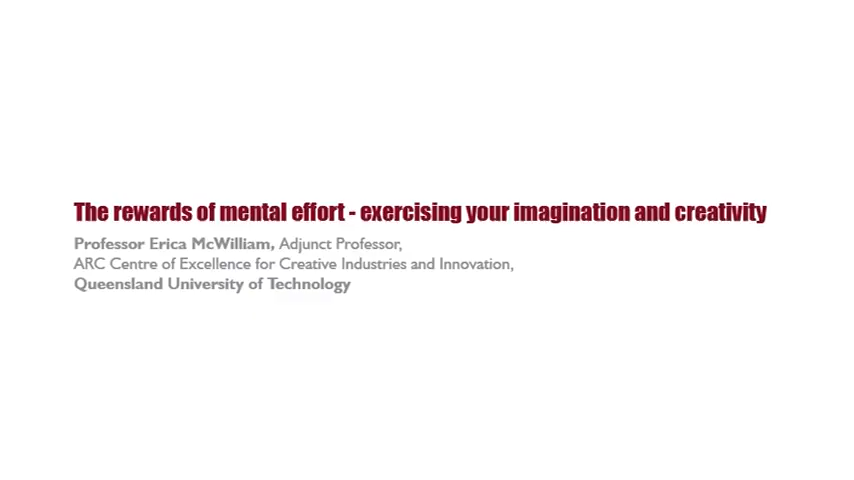 The rewards of mental effort - exercising your imagination and creativity
Professor Erica McWilliam, Adjunct Professor,
ARC Centre of Excellence for Creative Industries and Innovation,
Queensland University of Technology